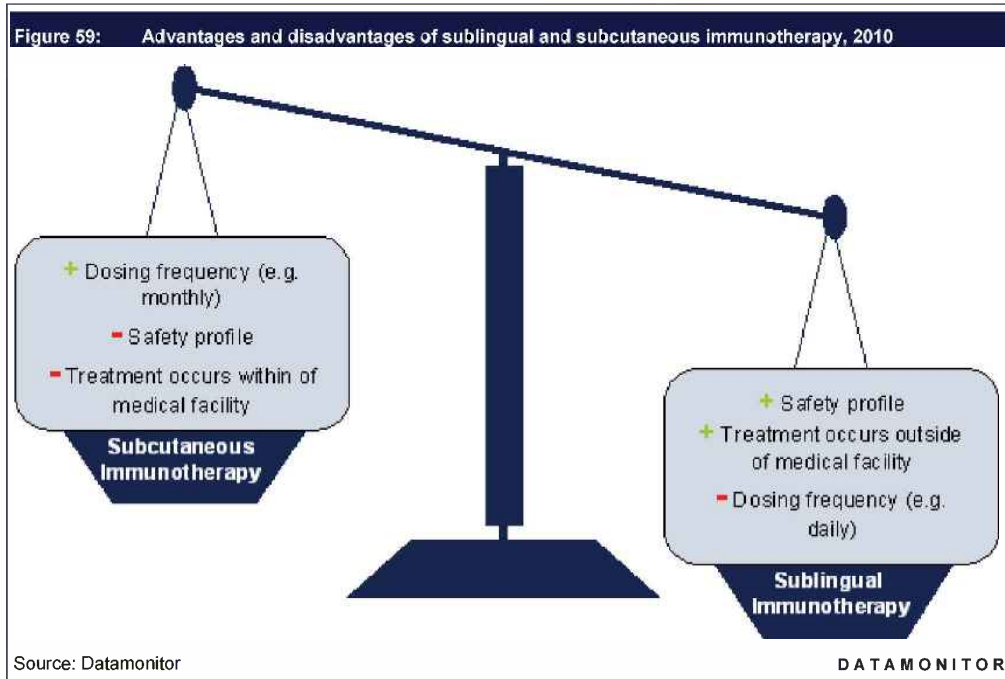 Figure 59: Advantages and disadvantages of sublingual and subcutaneous immunotherapy, 2010
+ Dosing frequency (e.g.
monthly)
- Safety profile
- Treatment occurs within of
medical facility
Subcutaneous
Immunotherapy
+ Safety profile
+ Treatment occurs outside
of medical facility
- Dosing frequency (e.g.
daily)
Sublingual
Immunotherapy
Source: Datamonitor
DATAMONITOR